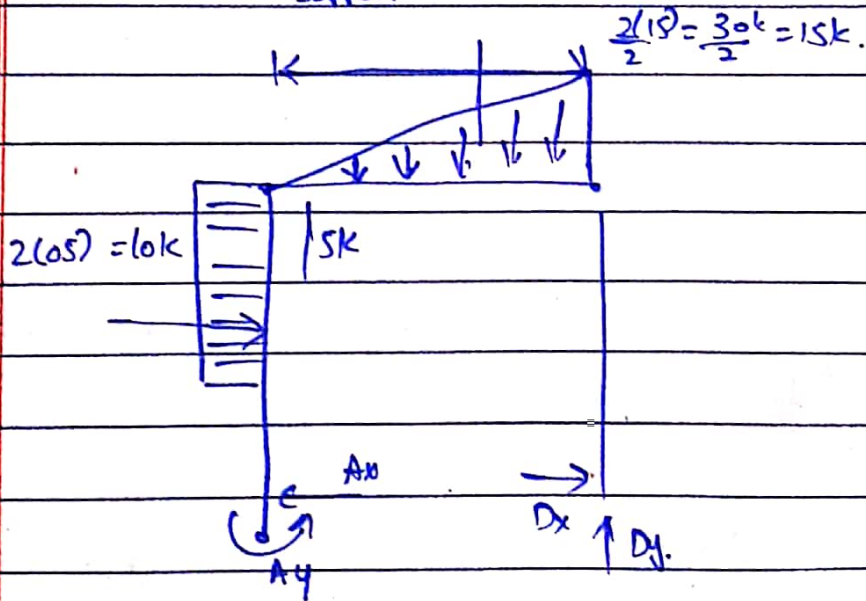 2(15) = 30k = 15k.
2 2
2(05) = 10k
5k
Ax
C
Dx
Dy.
Ay